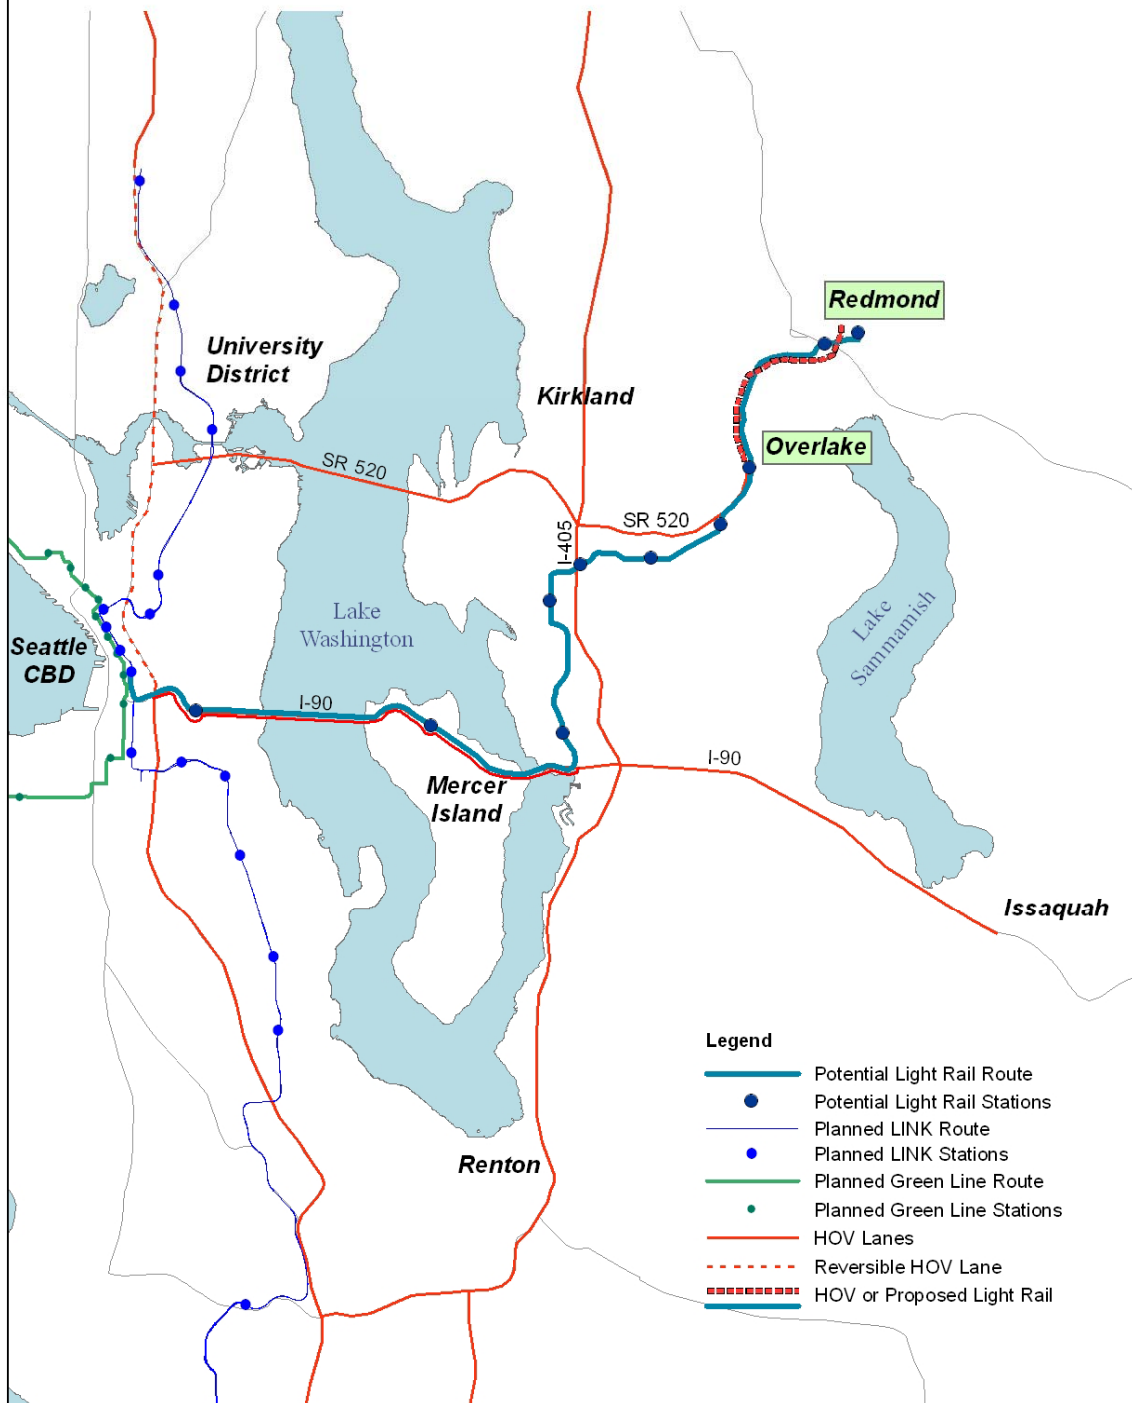 Redmond
University
District
Kirkland
Overlake
SR 520
SR 520
I-405
Lake
Washington
Lake
Sammamish
Seattle
CBD
I-90
I-90
Mercer
Island
Issaquah
Renton
Legend
Potential Light Rail Route
Potential Light Rail Stations
Planned LINK Route
Planned LINK Stations
Planned Green Line Route
Planned Green Line Stations
HOV Lanes
Reversible HOV Lane
HOV or Proposed Light Rail